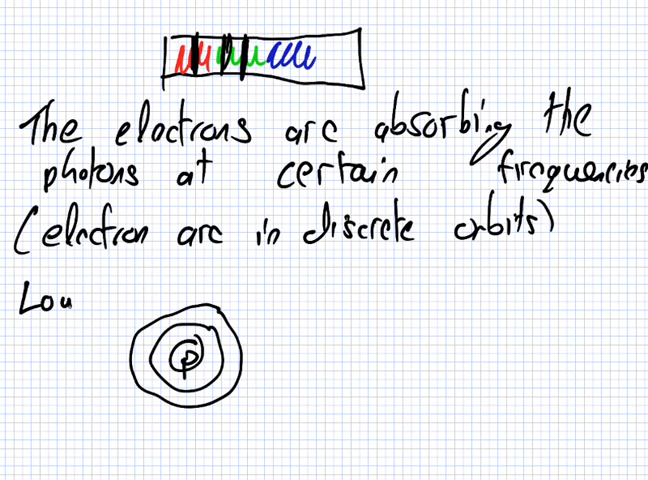 The electrons are absorbing the
photons at certain frequencies
(electron are in discrete orbits)
Lou
P